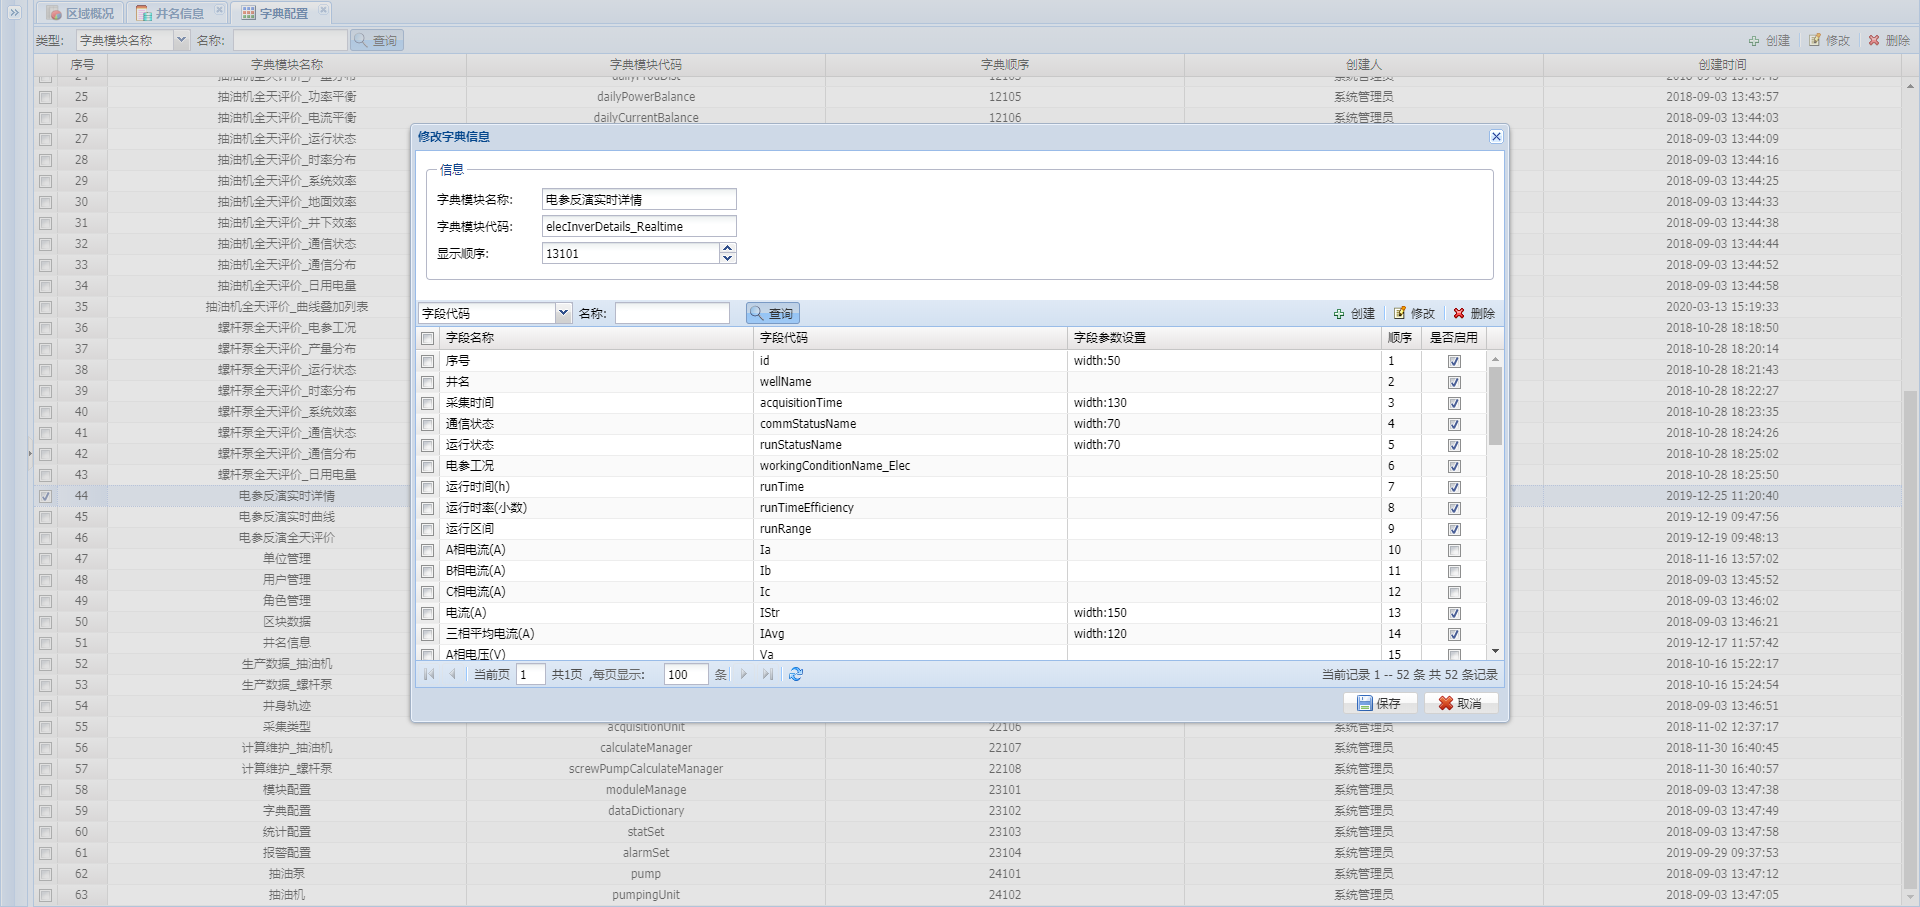 区域概况 井名信息 字典配置
类型: 字典模块名称 名称: 查询 创建 修改 删除
序号 字典模块名称 字典模块代码 字典顺序 创建人 创建时间
24 抽油机全天评价_产量分布 dailyProdDist 12103 系统管理员 2018-09-03 13:43:45
25 抽油机全天评价_功率平衡 dailyPowerBalance 12105 系统管理员 2018-09-03 13:43:57
26 抽油机全天评价_电流平衡 dailyCurrentBalance 12106 系统管理员 2018-09-03 13:44:03
27 抽油机全天评价_运行状态 2018-09-03 13:44:09
28 抽油机全天评价_时率分布 2018-09-03 13:44:16
29 抽油机全天评价_系统效率 2018-09-03 13:44:25
30 抽油机全天评价_地面效率 2018-09-03 13:44:33
31 抽油机全天评价_井下效率 2018-09-03 13:44:38
32 抽油机全天评价_通信状态 2018-09-03 13:44:44
33 抽油机全天评价_通信分布 2018-09-03 13:44:52
34 抽油机全天评价_日用电量 2018-09-03 13:44:58
35 抽油机全天评价_曲线叠加列表 2020-03-13 15:19:33
36 螺杆泵全天评价_电参工况 2018-10-28 18:18:50
37 螺杆泵全天评价_产量分布 2018-10-28 18:20:14
38 螺杆泵全天评价_运行状态 2018-10-28 18:21:43
39 螺杆泵全天评价_时率分布 2018-10-28 18:22:27
40 螺杆泵全天评价_系统效率 2018-10-28 18:23:35
41 螺杆泵全天评价_通信状态 2018-10-28 18:24:26
42 螺杆泵全天评价_通信分布 2018-10-28 18:25:02
43 螺杆泵全天评价_日用电量 2018-10-28 18:25:50
44 电参反演实时详情 2019-12-25 11:20:40
45 电参反演实时曲线 2019-12-19 09:47:56
46 电参反演全天评价 2019-12-19 09:48:13
47 单位管理 2018-11-16 13:57:02
48 用户管理 2018-09-03 13:45:52
49 角色管理 2018-09-03 13:46:02
50 区块数据 2018-09-03 13:46:21
51 井名信息 2019-12-17 11:57:42
52 生产数据_抽油机 2018-10-16 15:22:17
53 生产数据_螺杆泵 2018-10-16 15:24:54
54 井身轨迹 2018-09-03 13:46:51
55 采集类型 acquisitionUnit 22106 系统管理员 2018-11-02 12:37:17
56 计算维护_抽油机 calculateManager 22107 系统管理员 2018-11-30 16:40:45
57 计算维护_螺杆泵 screwPumpCalculateManager 22108 系统管理员 2018-11-30 16:40:57
58 模块配置 moduleManage 23101 系统管理员 2018-09-03 13:47:38
59 字典配置 dataDictionary 23102 系统管理员 2018-09-03 13:47:49
60 统计配置 statSet 23103 系统管理员 2018-09-03 13:47:58
61 报警配置 alarmSet 23104 系统管理员 2019-09-29 09:37:53
62 抽油泵 pump 24101 系统管理员 2018-09-03 13:47:12
63 抽油机 pumpingUnit 24102 系统管理员 2018-09-03 13:47:05
修改字典信息
信息
字典模块名称: 电参反演实时详情
字典模块代码: elecInverDetails_Realtime
显示顺序: 13101
字段代码 名称: 查询 创建 修改 删除
字段名称 字段代码 字段参数设置 顺序 是否启用
序号 id width:50 1
井名 wellName 2
采集时间 acquisitionTime width:130 3
通信状态 commStatusName width:70 4
运行状态 runStatusName width:70 5
电参工况 workingConditionName_Elec 6
运行时间(h) runTime 7
运行时率(小数) runTimeEfficiency 8
运行区间 runRange 9
A相电流(A) Ia 10
B相电流(A) Ib 11
C相电流(A) Ic 12
电流(A) IStr width:150 13
三相平均电流(A) IAvg width:120 14
A相电压(V) Va 15
当前页 1 共1页 ,每页显示: 100 条 当前记录 1 -- 52 条 共 52 条记录
保存 取消